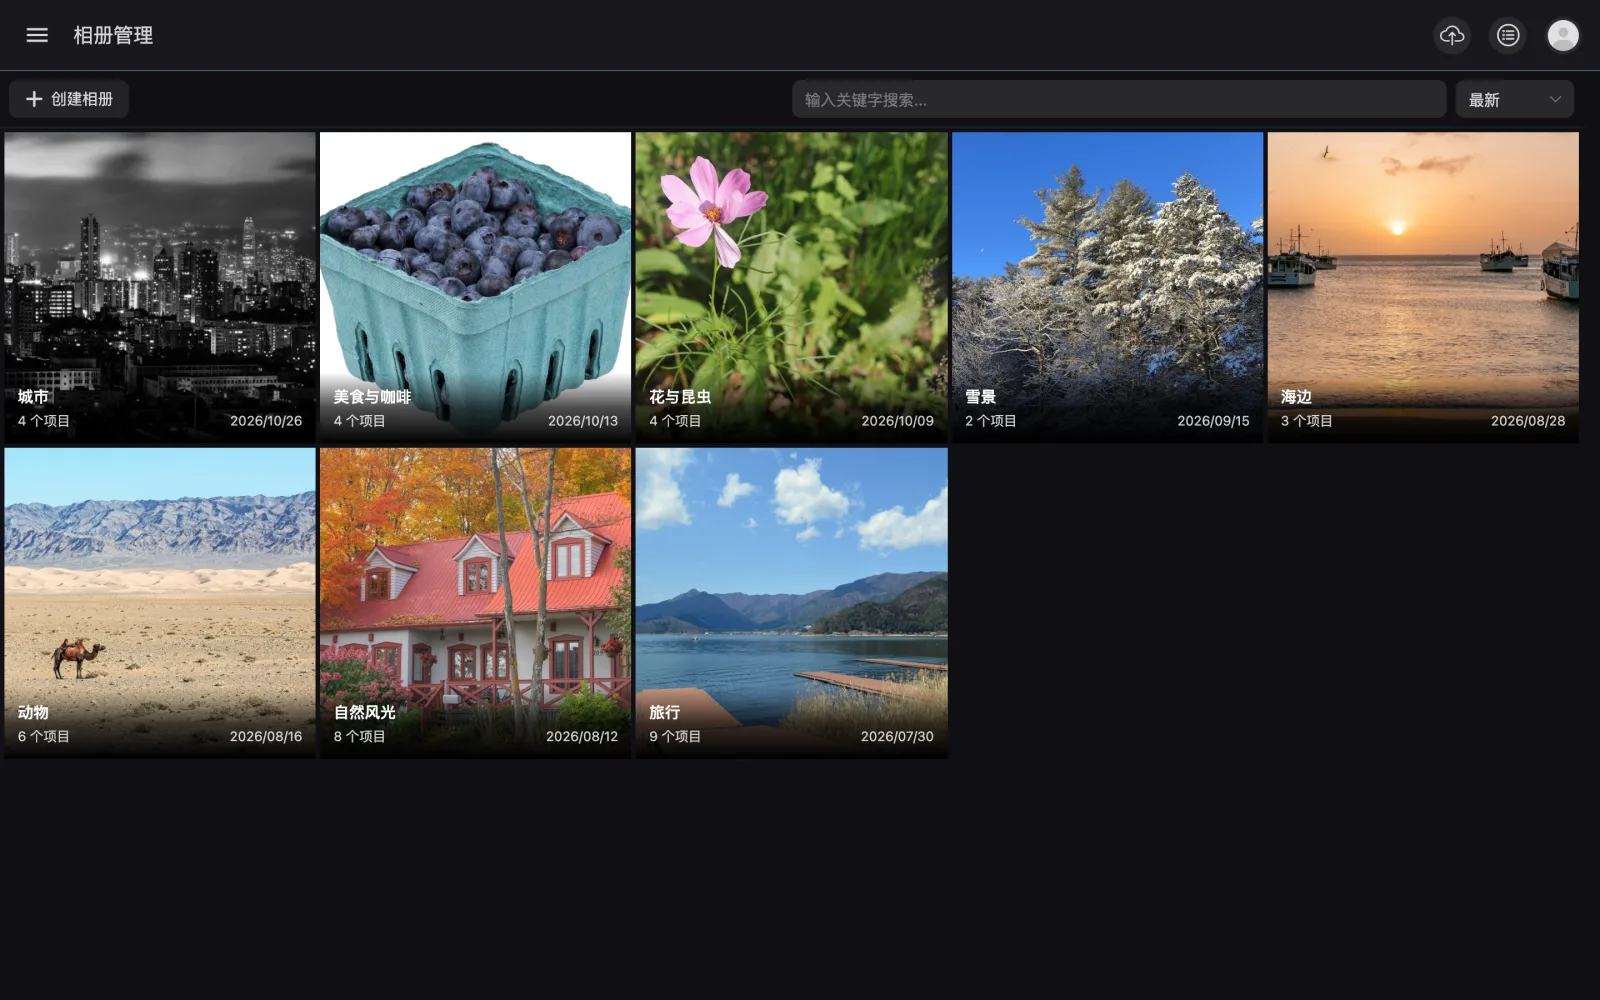 相册管理
创建相册
输入关键字搜索...
最新
城市
4 个项目
2026/10/26
美食与咖啡
4 个项目
2026/10/13
花与昆虫
4 个项目
2026/10/09
雪景
2 个项目
2026/09/15
海边
3 个项目
2026/08/28
动物
6 个项目
2026/08/16
自然风光
8 个项目
2026/08/12
旅行
9 个项目
2026/07/30